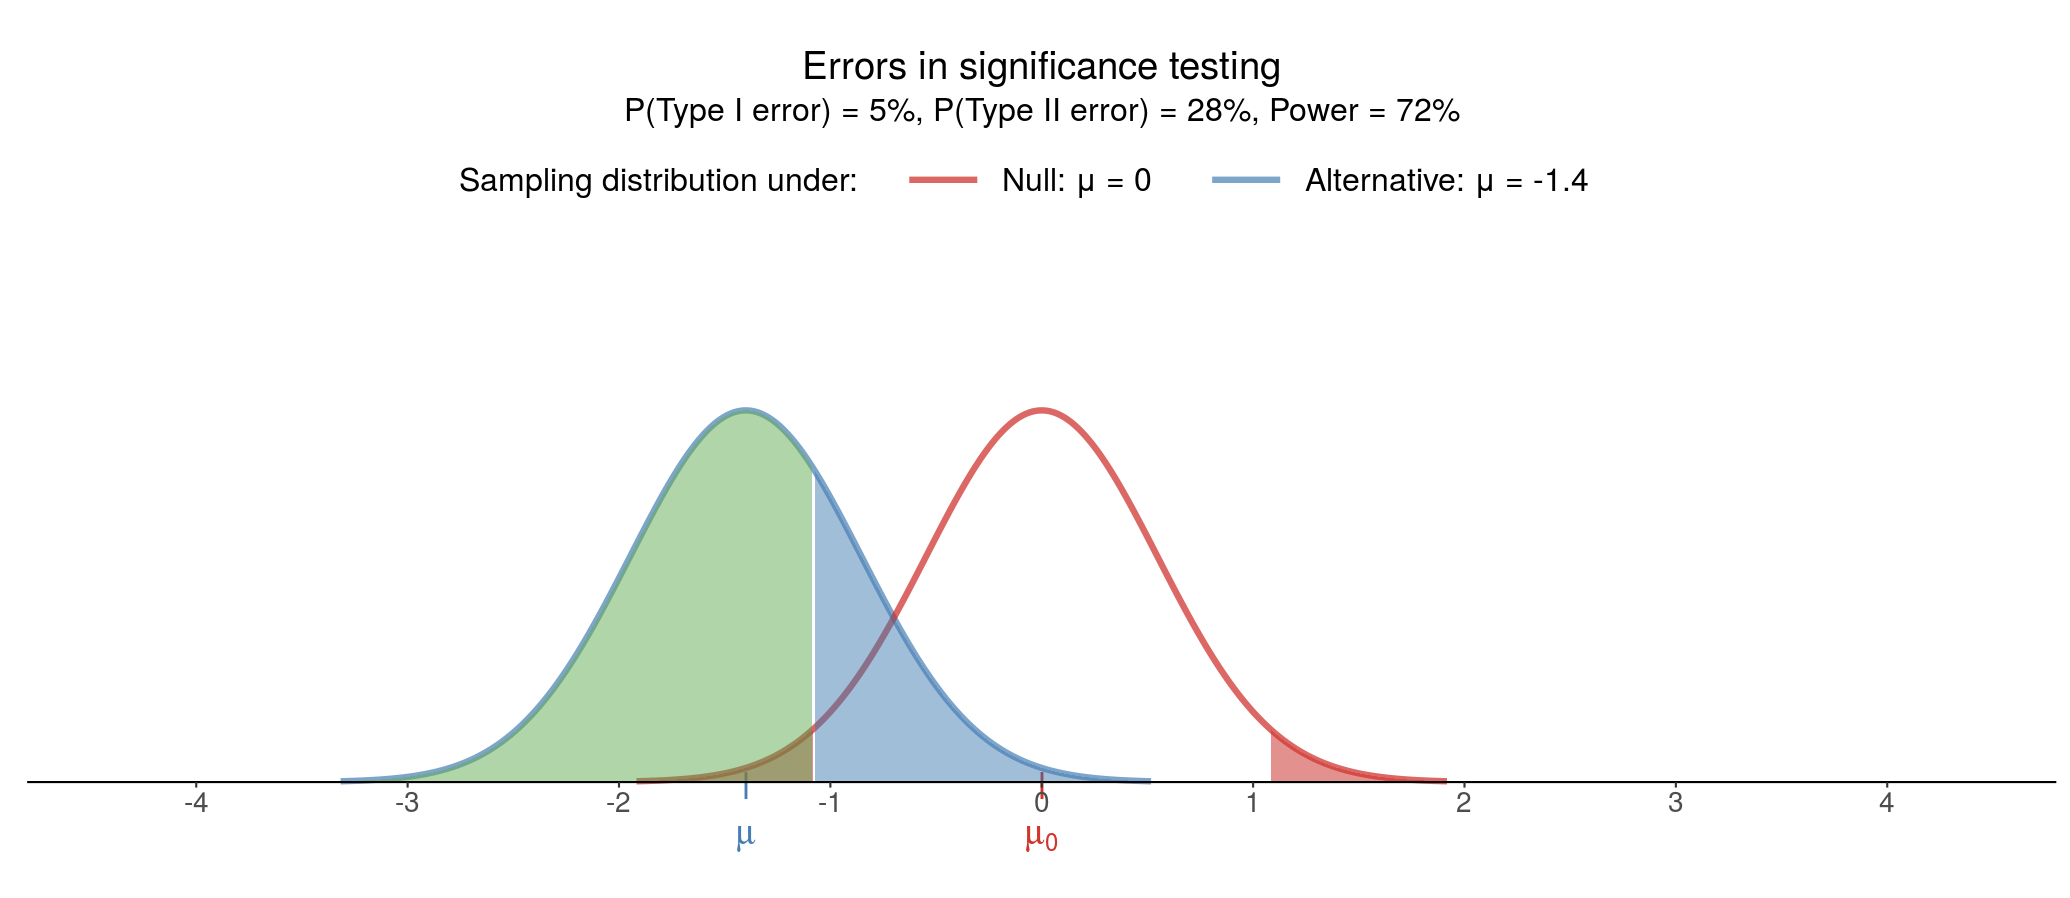 Errors in significance testing
P(Type I error) = 5%, P(Type II error) = 28%, Power = 72%
Sampling distribution under: Null: μ = 0 Alternative: μ = -1.4
-4 -3 -2 -1 0 1 2 3 4
μ μ₀